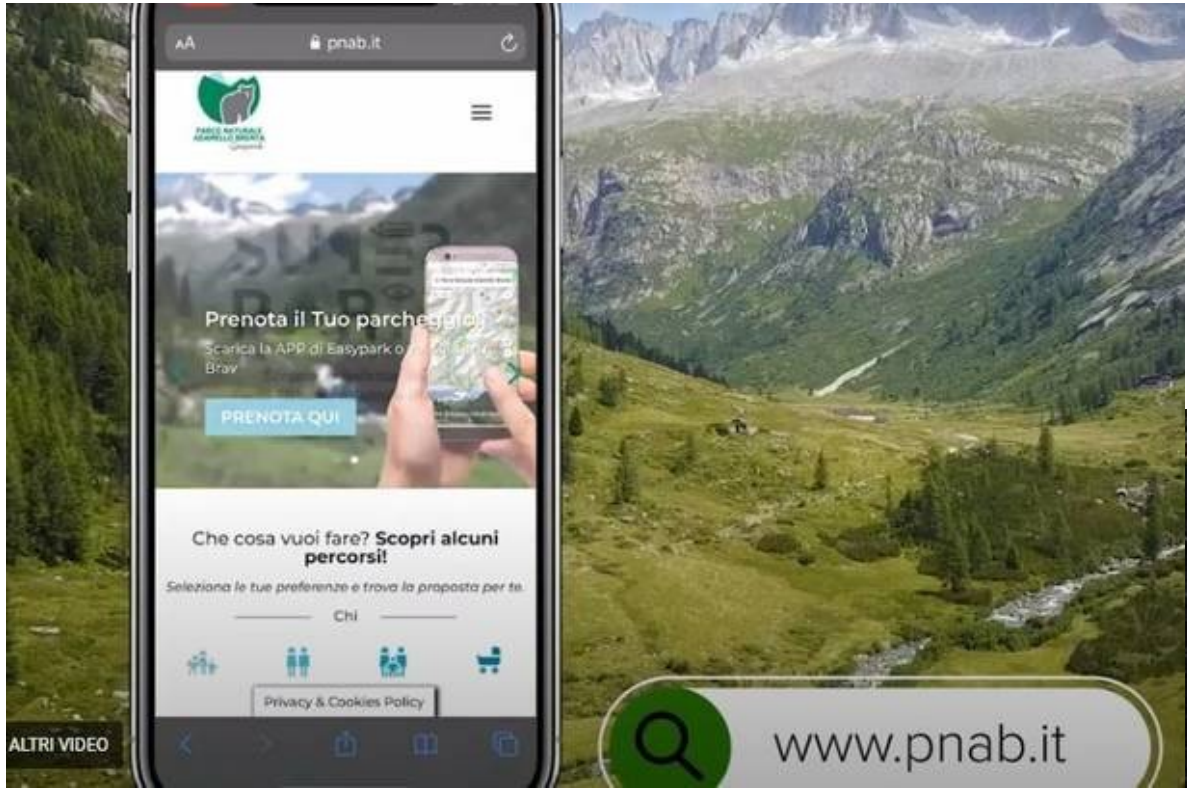 AA pnab.it
PARCO NATURALE
ADAMELLO BRENTA
Geopark
Prenota il Tuo parcheggio
Scarica la APP di Easypark o
Brav
PRENOTA QUI
Che cosa vuoi fare? Scopri alcuni
percorsi!
Seleziona le tue preferenze e trova la proposta per te.
Chi
Privacy & Cookies Policy
ALTRI VIDEO
www.pnab.it